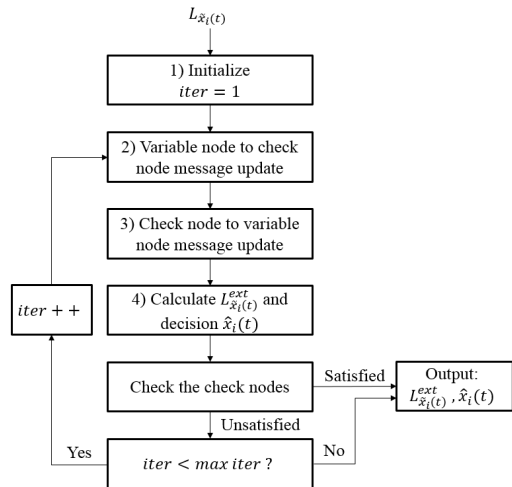 L_{x̃_i(t)}
1) Initialize
iter = 1
2) Variable node to check
node message update
3) Check node to variable
node message update
4) Calculate L^{ext}_{x̃_i(t)} and
decision x̂_i(t)
iter + +
Check the check nodes
Satisfied
Output:
L^{ext}_{x̃_i(t)} , x̂_i(t)
Unsatisfied
Yes
iter < max iter ?
No